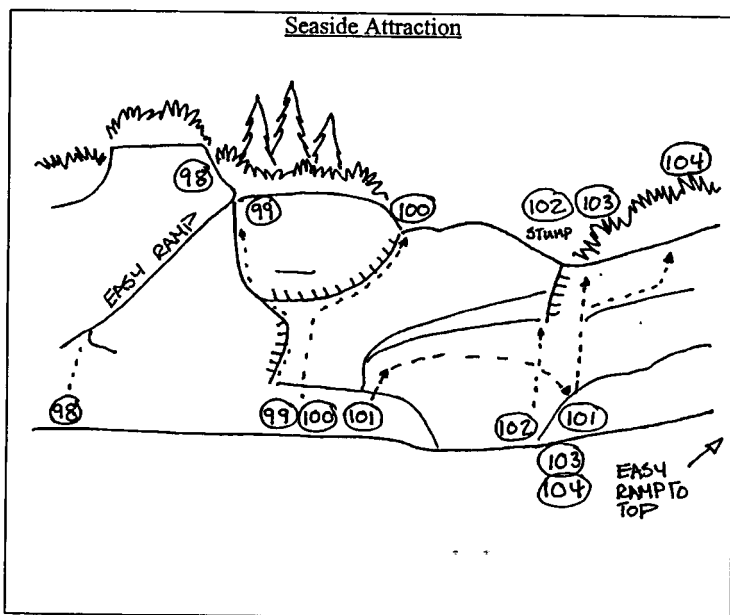 Seaside Attraction
104
98
102
103
99
100
STUMP
EASY RAMP
98
99
100
101
102
101
103
104
EASY
RAMP TO
TOP